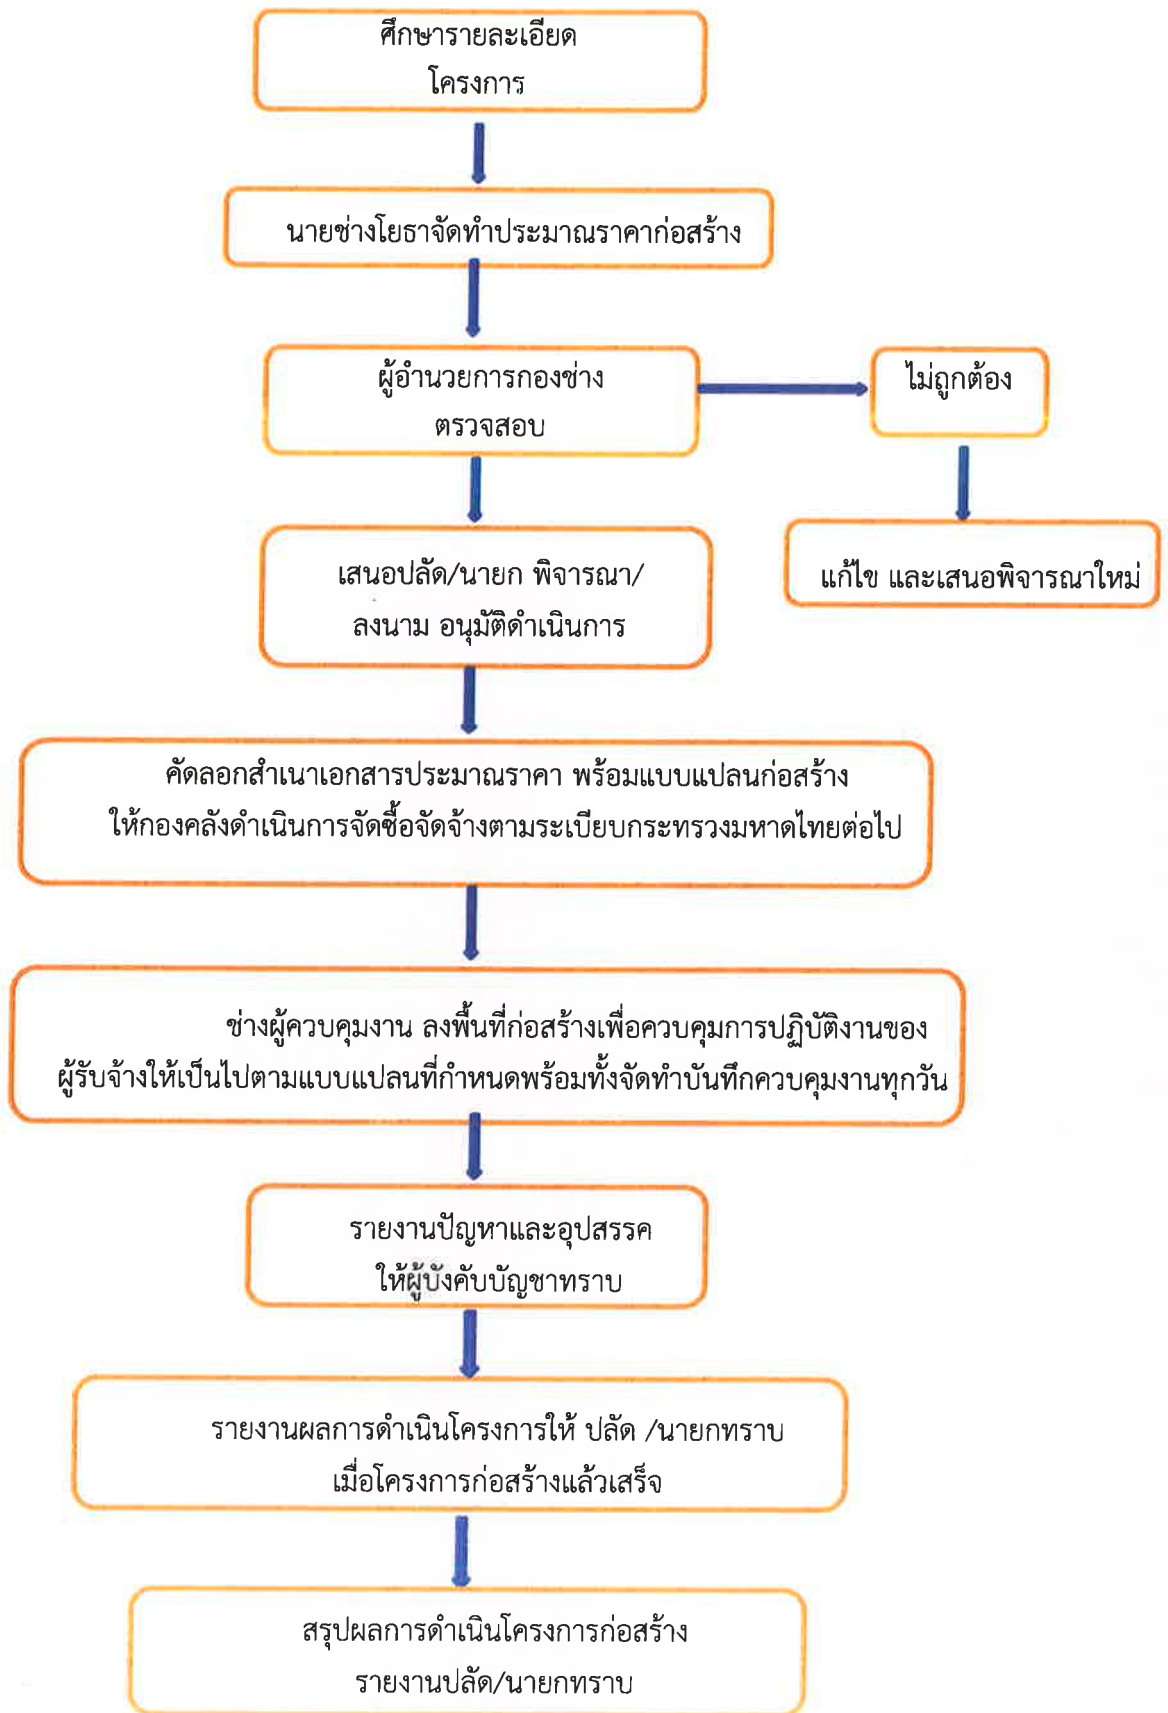 ศึกษารายละเอียด
โครงการ
นายช่างโยธาจัดทำประมาณราคาก่อสร้าง
ผู้อำนวยการกองช่าง
ตรวจสอบ
ไม่ถูกต้อง
เสนอปลัด/นายก พิจารณา/
ลงนาม อนุมัติดำเนินการ
แก้ไข และเสนอพิจารณาใหม่
คัดลอกสำเนาเอกสารประมาณราคา พร้อมแบบแปลนก่อสร้าง
ให้กองคลังดำเนินการจัดซื้อจัดจ้างตามระเบียบกระทรวงมหาดไทยต่อไป
ช่างผู้ควบคุมงาน ลงพื้นที่ก่อสร้างเพื่อควบคุมการปฏิบัติงานของ
ผู้รับจ้างให้เป็นไปตามแบบแปลนที่กำหนดพร้อมทั้งจัดทำบันทึกควบคุมงานทุกวัน
รายงานปัญหาและอุปสรรค
ให้ผู้บังคับบัญชาทราบ
รายงานผลการดำเนินโครงการให้ ปลัด /นายกทราบ
เมื่อโครงการก่อสร้างแล้วเสร็จ
สรุปผลการดำเนินโครงการก่อสร้าง
รายงานปลัด/นายกทราบ